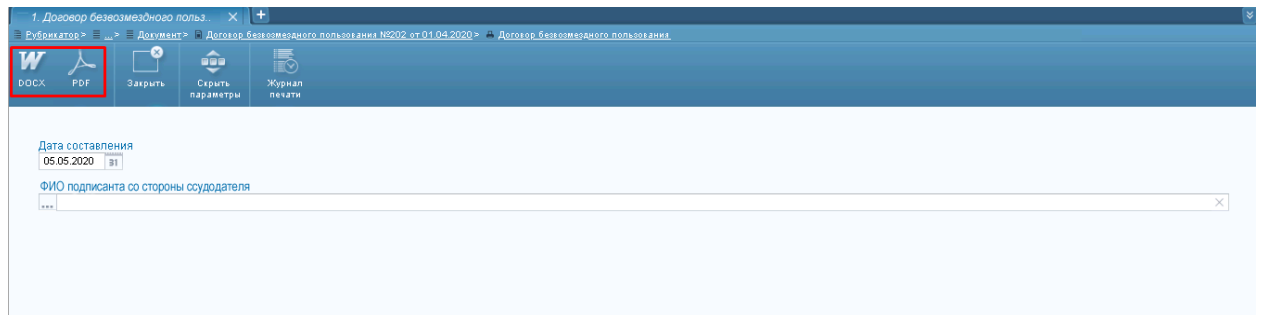 1. Договор безвозмездного польз..
Рубрикатор> ...> Документ> Договор безвозмездного пользования №202 от 01.04.2020> Договор безвозмездного пользования
W
DOCX PDF Закрыть Скрыть параметры Журнал печати
Дата составления
05.05.2020 31
ФИО подписанта со стороны ссудодателя
...